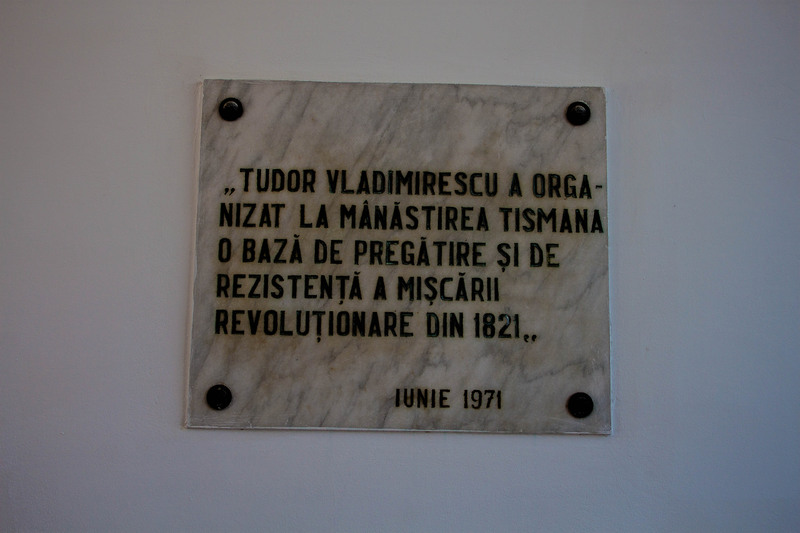 „TUDOR VLADIMIRESCU A ORGA-
NIZAT LA MÂNĂSTIREA TISMANA
O BAZĂ DE PREGĂTIRE ȘI DE
REZISTENȚĂ A MIȘCĂRII
REVOLUȚIONARE DIN 1821„
IUNIE 1971